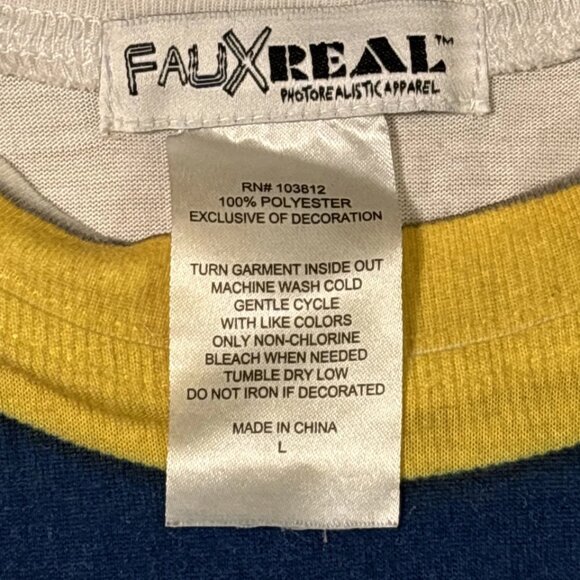 FAUXREAL™
PHOTOREALISTIC APPAREL
RN# 103812
100% POLYESTER
EXCLUSIVE OF DECORATION
TURN GARMENT INSIDE OUT
MACHINE WASH COLD
GENTLE CYCLE
WITH LIKE COLORS
ONLY NON-CHLORINE
BLEACH WHEN NEEDED
TUMBLE DRY LOW
DO NOT IRON IF DECORATED
MADE IN CHINA
L